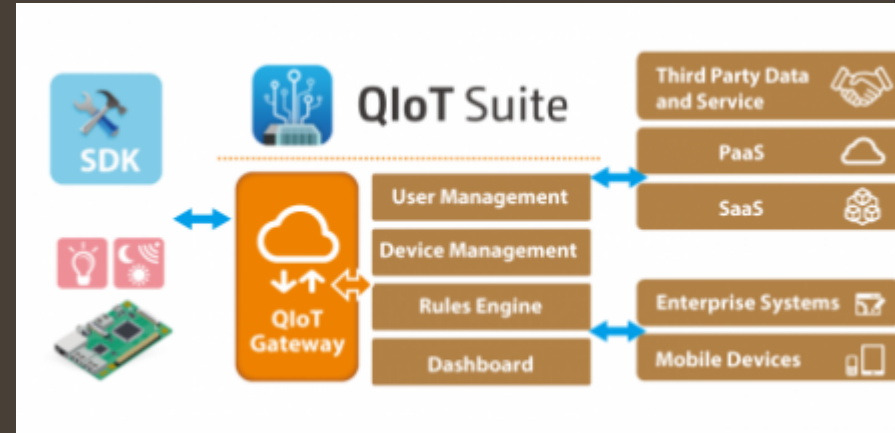 SDK
QIoT Suite
QIoT
Gateway
User Management
Device Management
Rules Engine
Dashboard
Third Party Data
and Service
PaaS
SaaS
Enterprise Systems
Mobile Devices